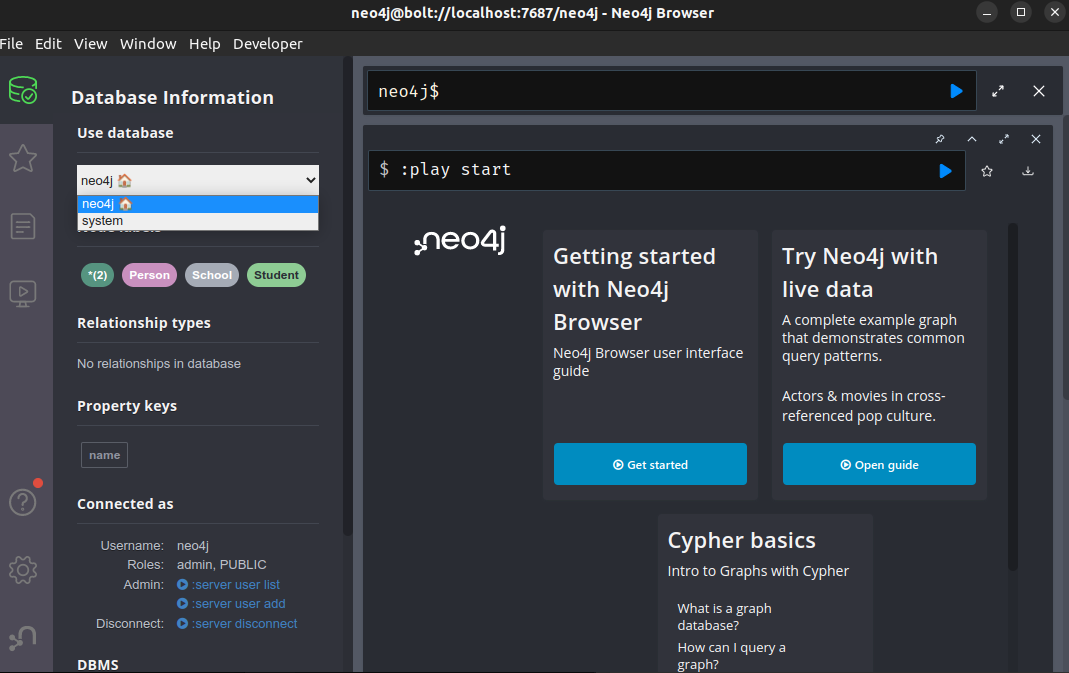 neo4j@bolt://localhost:7687/neo4j - Neo4j Browser
File Edit View Window Help Developer
Database Information
Use database
neo4j 🏠
neo4j 🏠
system
*(2) Person School Student
Relationship types
No relationships in database
Property keys
name
Connected as
Username: neo4j
Roles: admin, PUBLIC
Admin: :server user list
:server user add
Disconnect: :server disconnect
DBMS
neo4j$
$ :play start
neo4j
Getting started
with Neo4j
Browser
Neo4j Browser user interface
guide
Get started
Try Neo4j with
live data
A complete example graph
that demonstrates common
query patterns.
Actors & movies in cross-
referenced pop culture.
Open guide
Cypher basics
Intro to Graphs with Cypher
What is a graph
database?
How can I query a
graph?